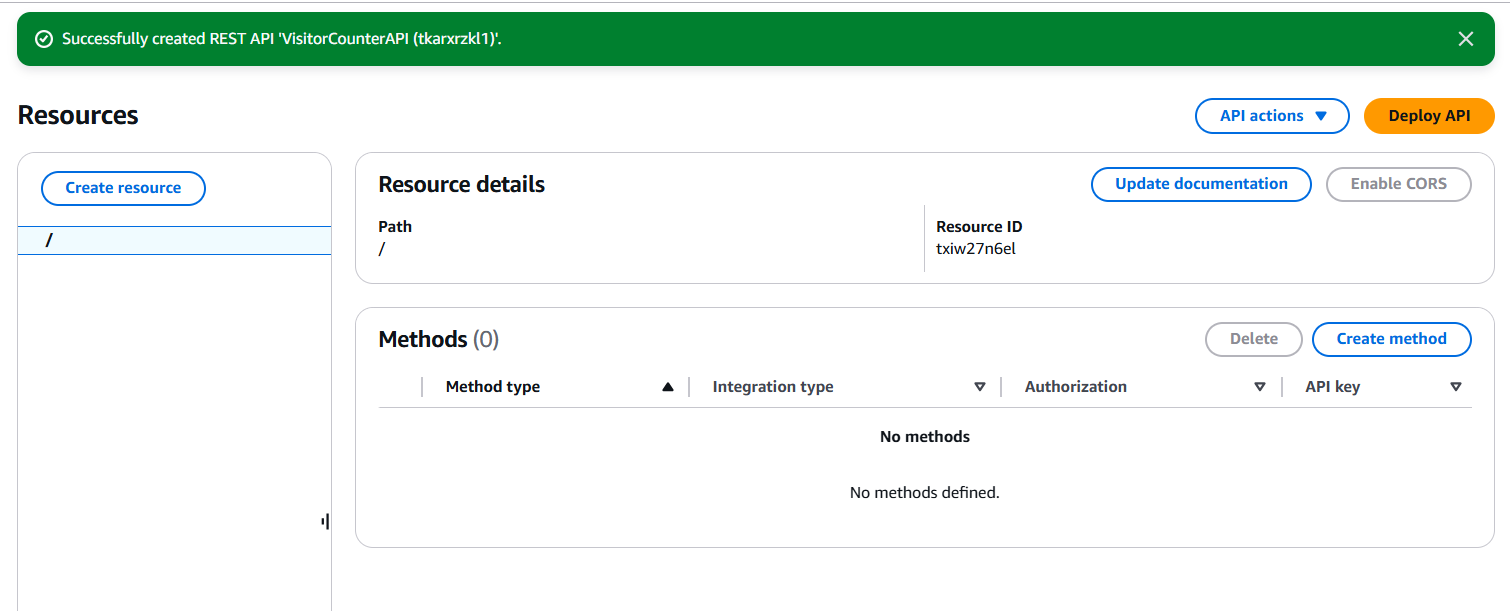 Successfully created REST API 'VisitorCounterAPI (tkarxrzkl1)'.
Resources
API actions
Deploy API
Create resource
/
Resource details
Update documentation
Enable CORS
Path
/
Resource ID
txiw27n6el
Methods (0)
Delete
Create method
Method type
Integration type
Authorization
API key
No methods
No methods defined.